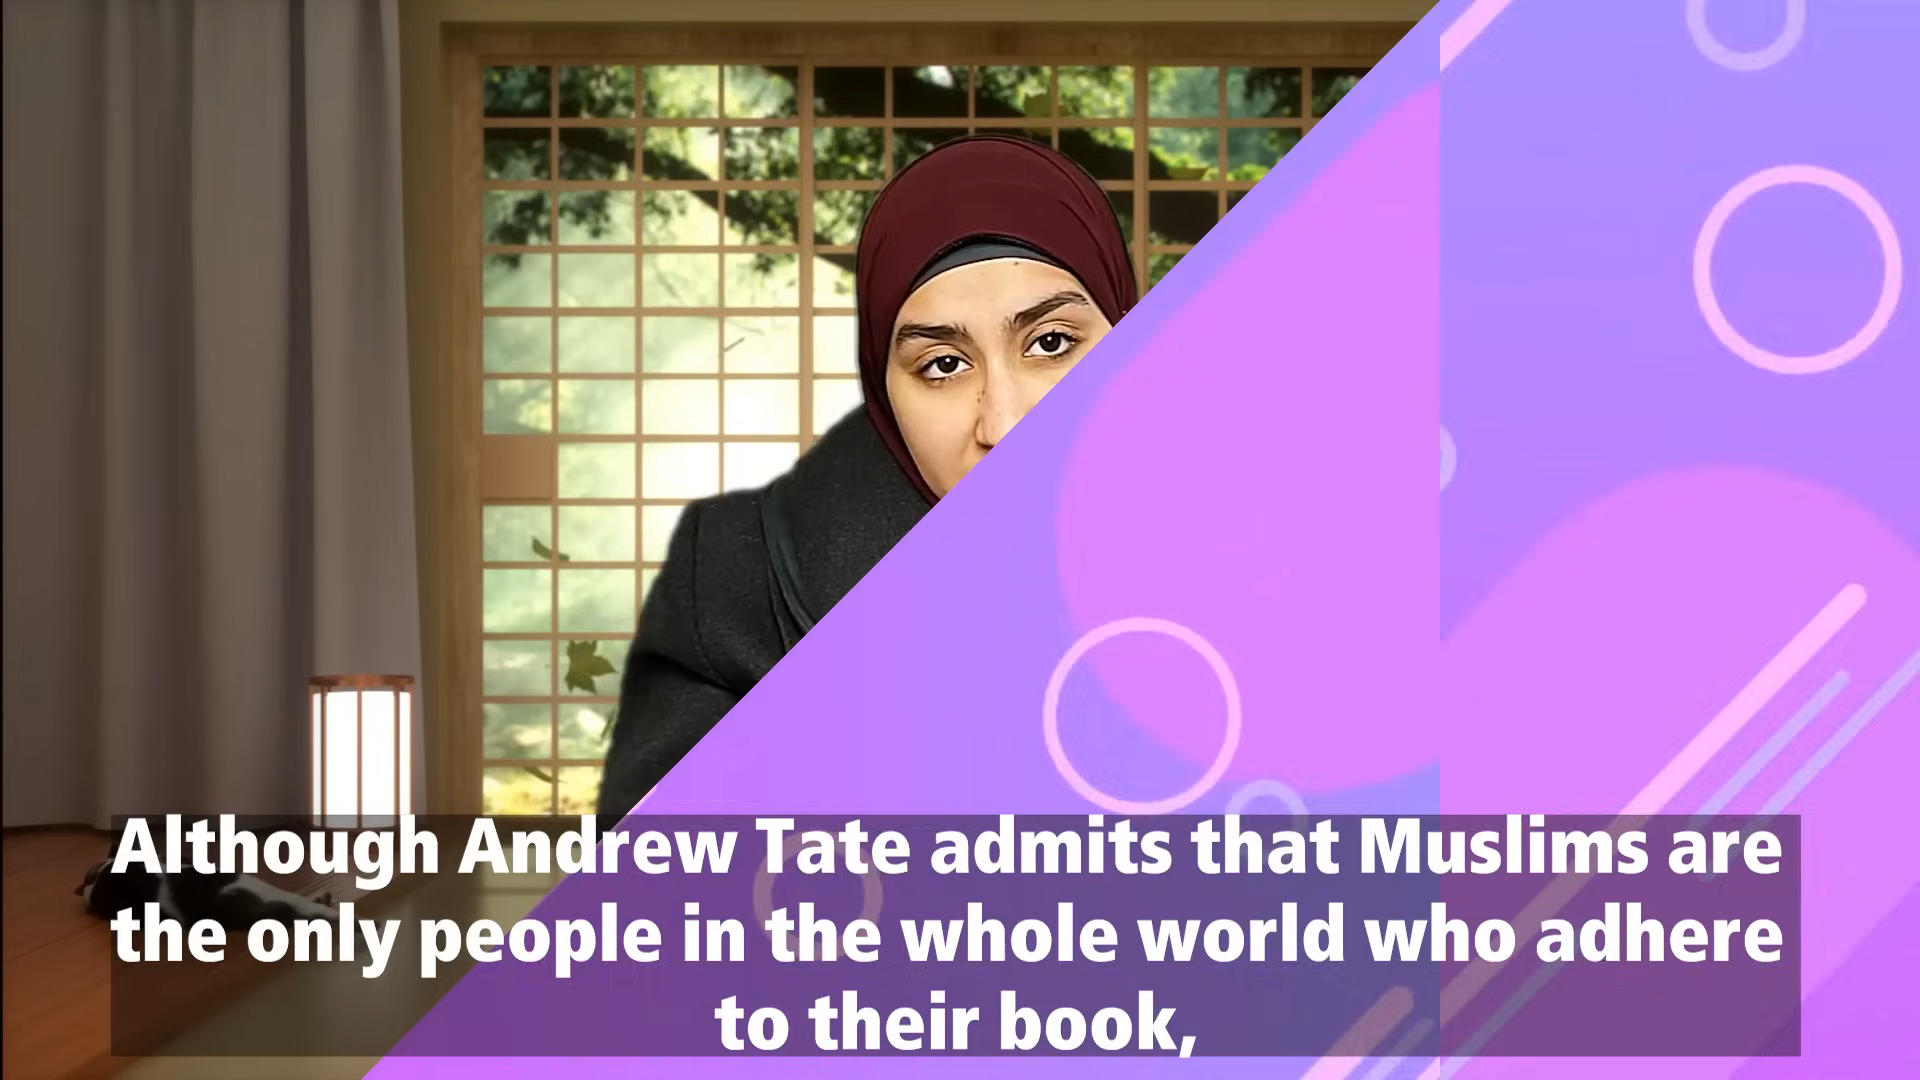 Although Andrew Tate admits that Muslims are
the only people in the whole world who adhere
to their book,